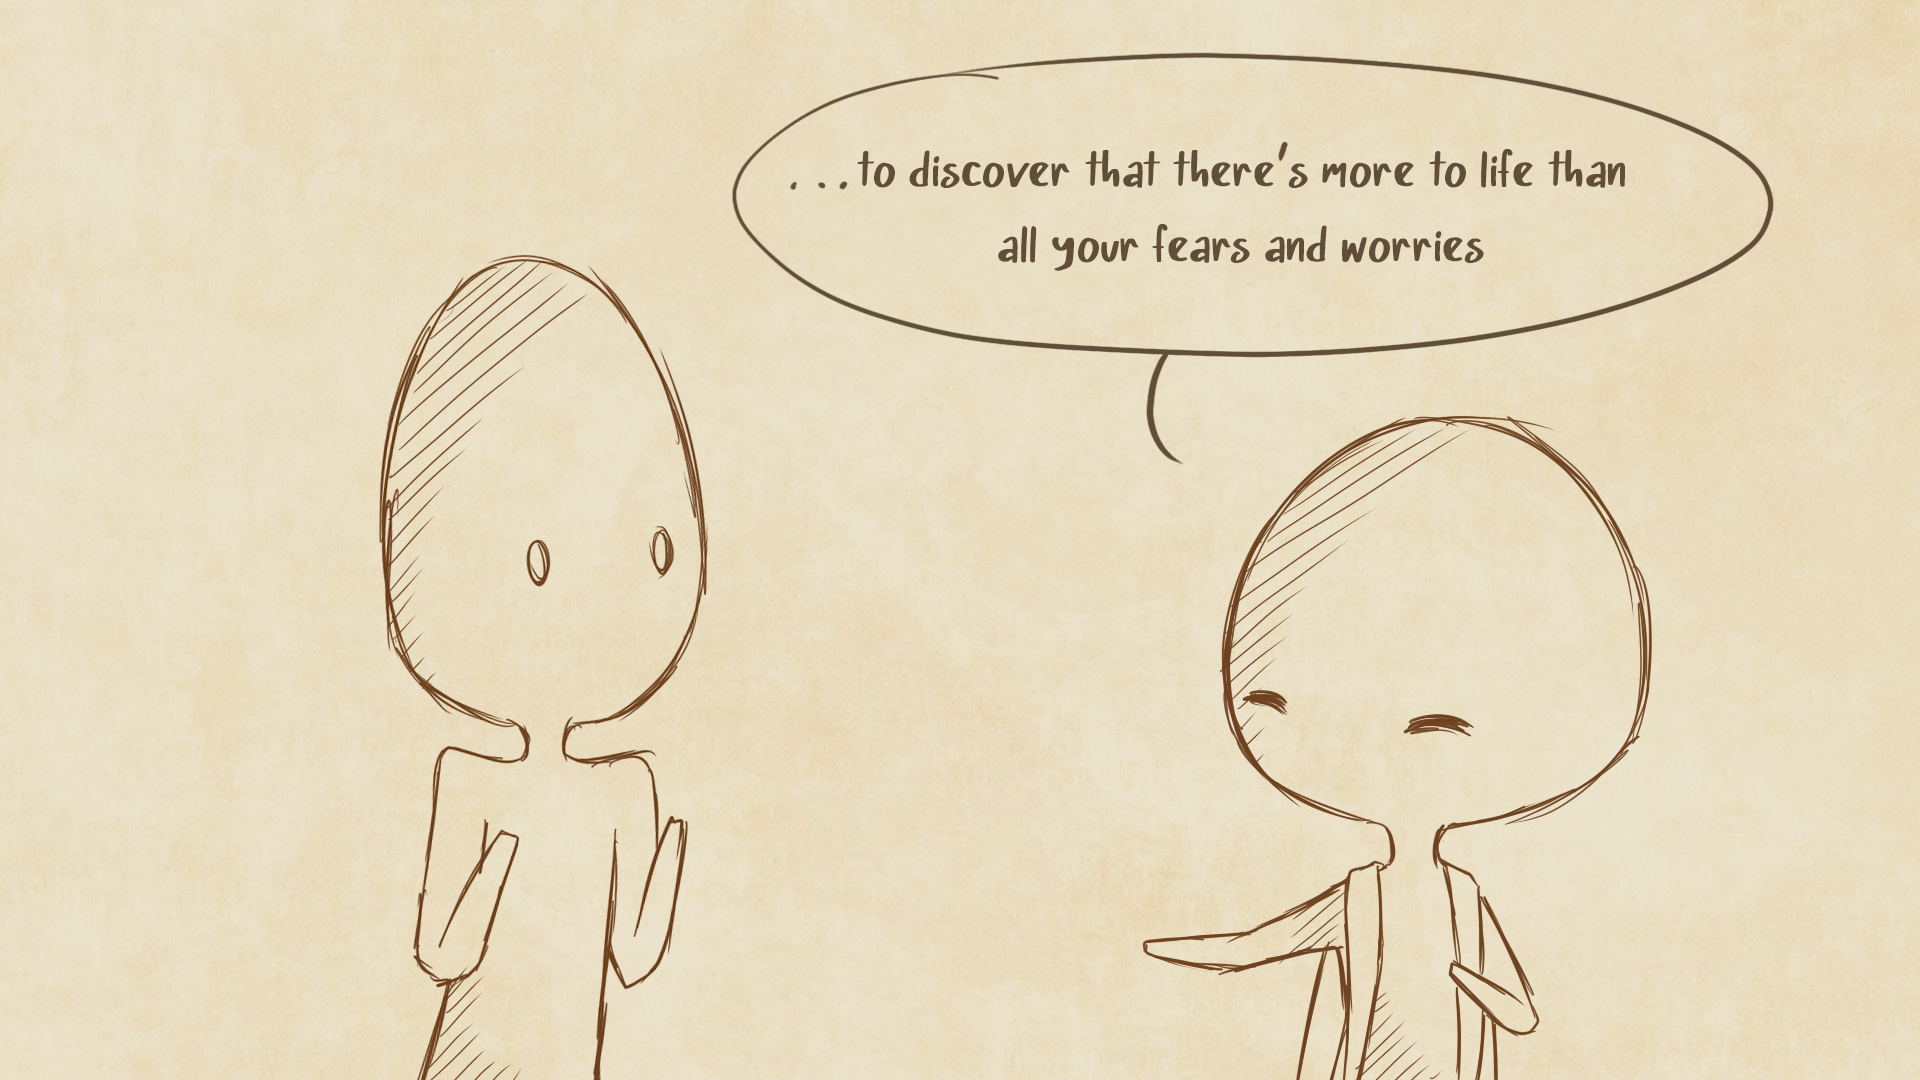 ...to discover that there's more to life than
all your fears and worries